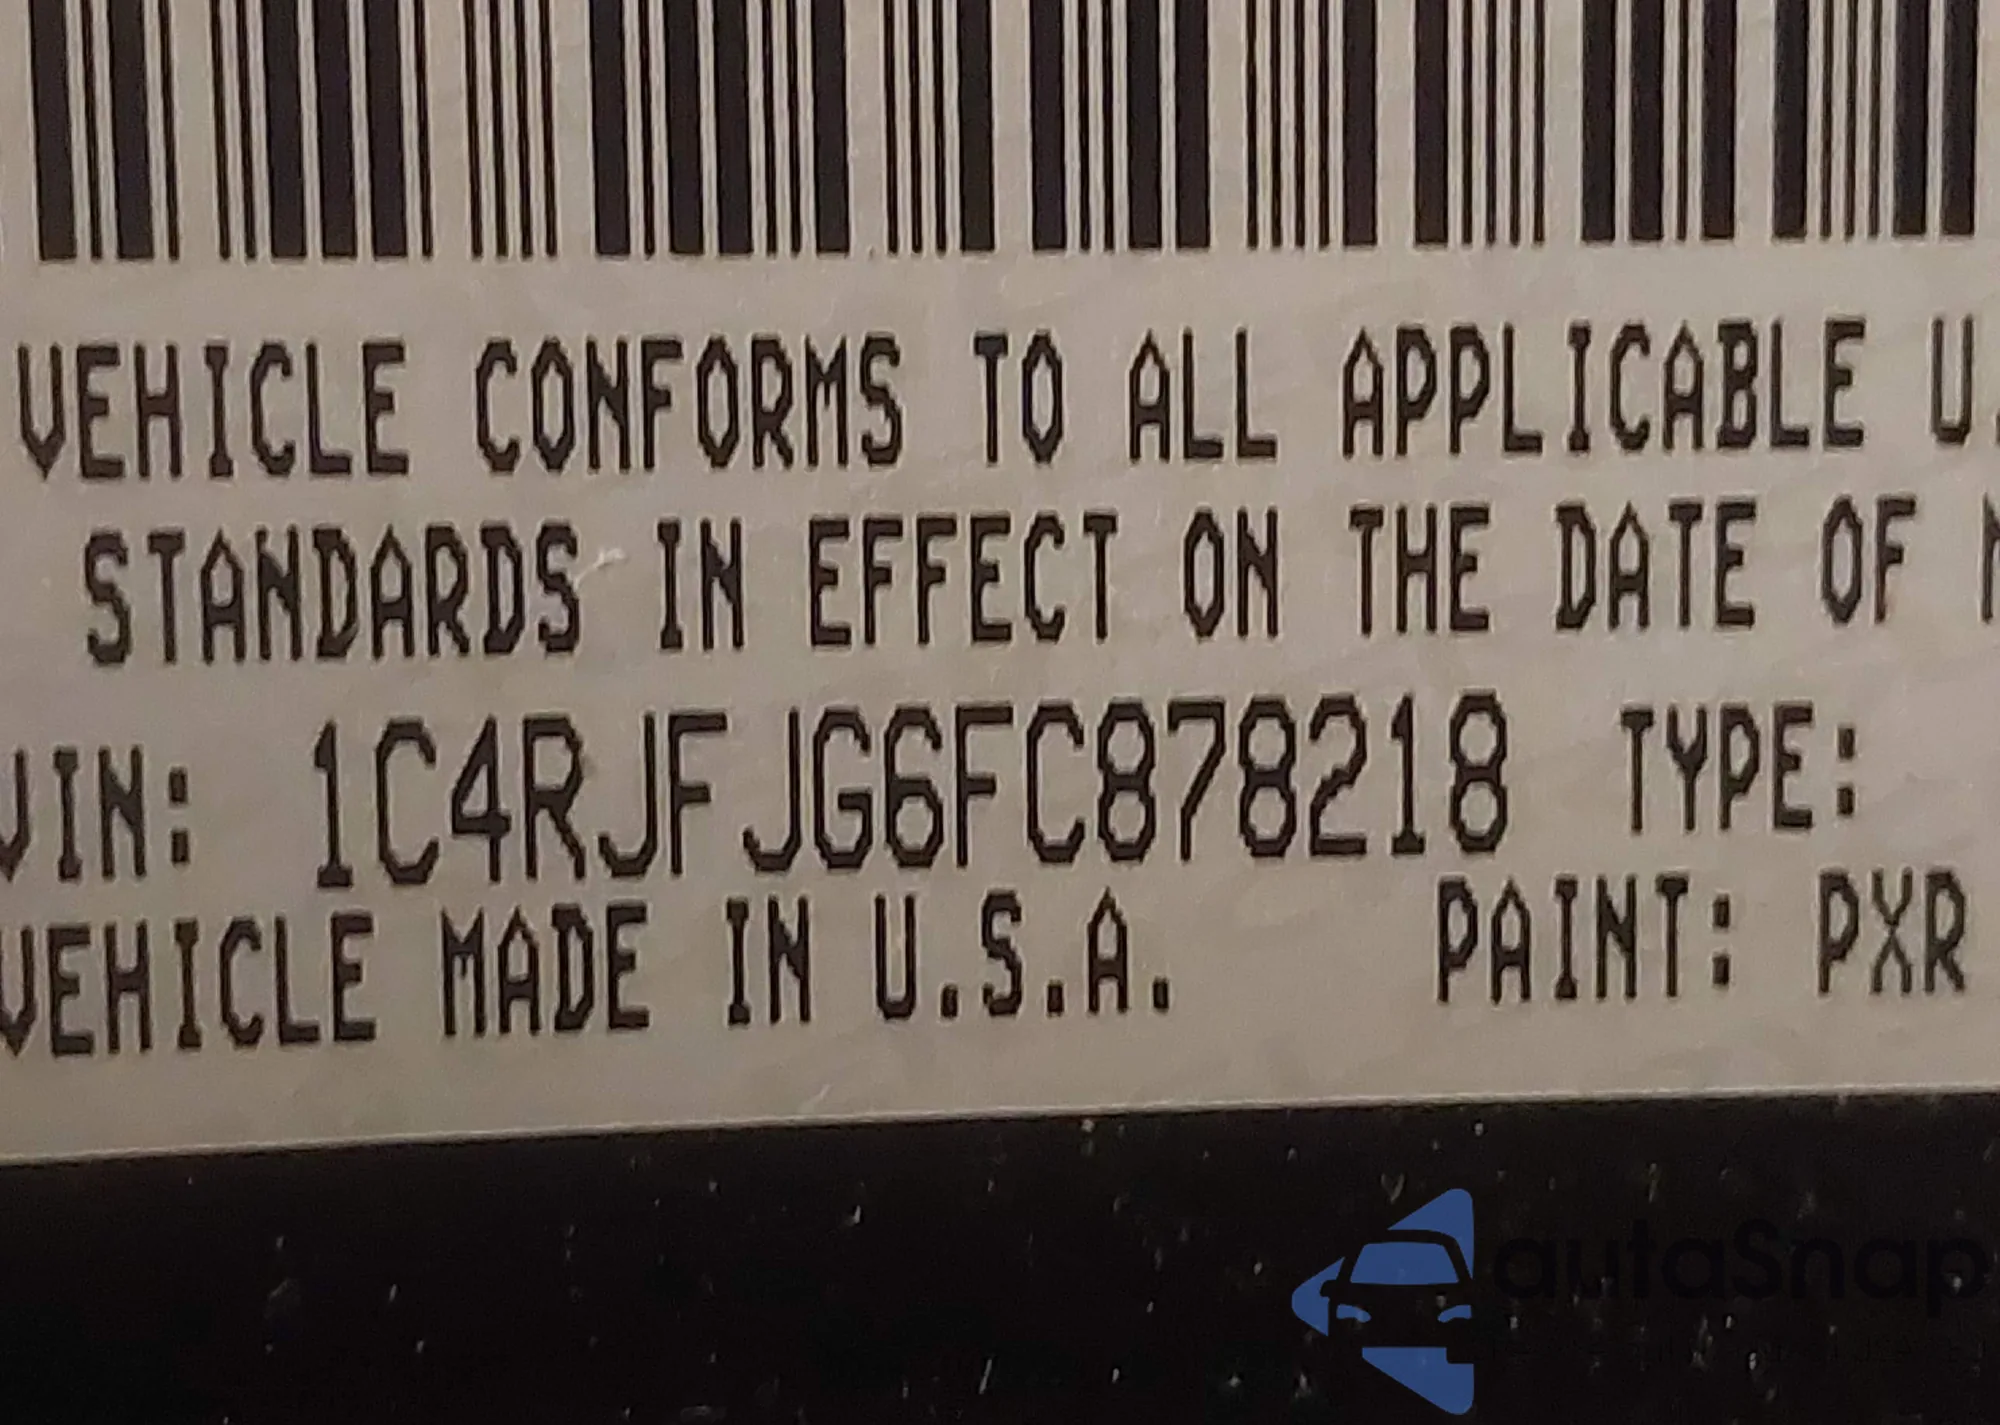 VEHICLE CONFORMS TO ALL APPLICABLE U.
STANDARDS IN EFFECT ON THE DATE OF
VIN: 1C4RJFJG6FC878218 TYPE:
VEHICLE MADE IN U.S.A. PAINT: PXR
autaSnap